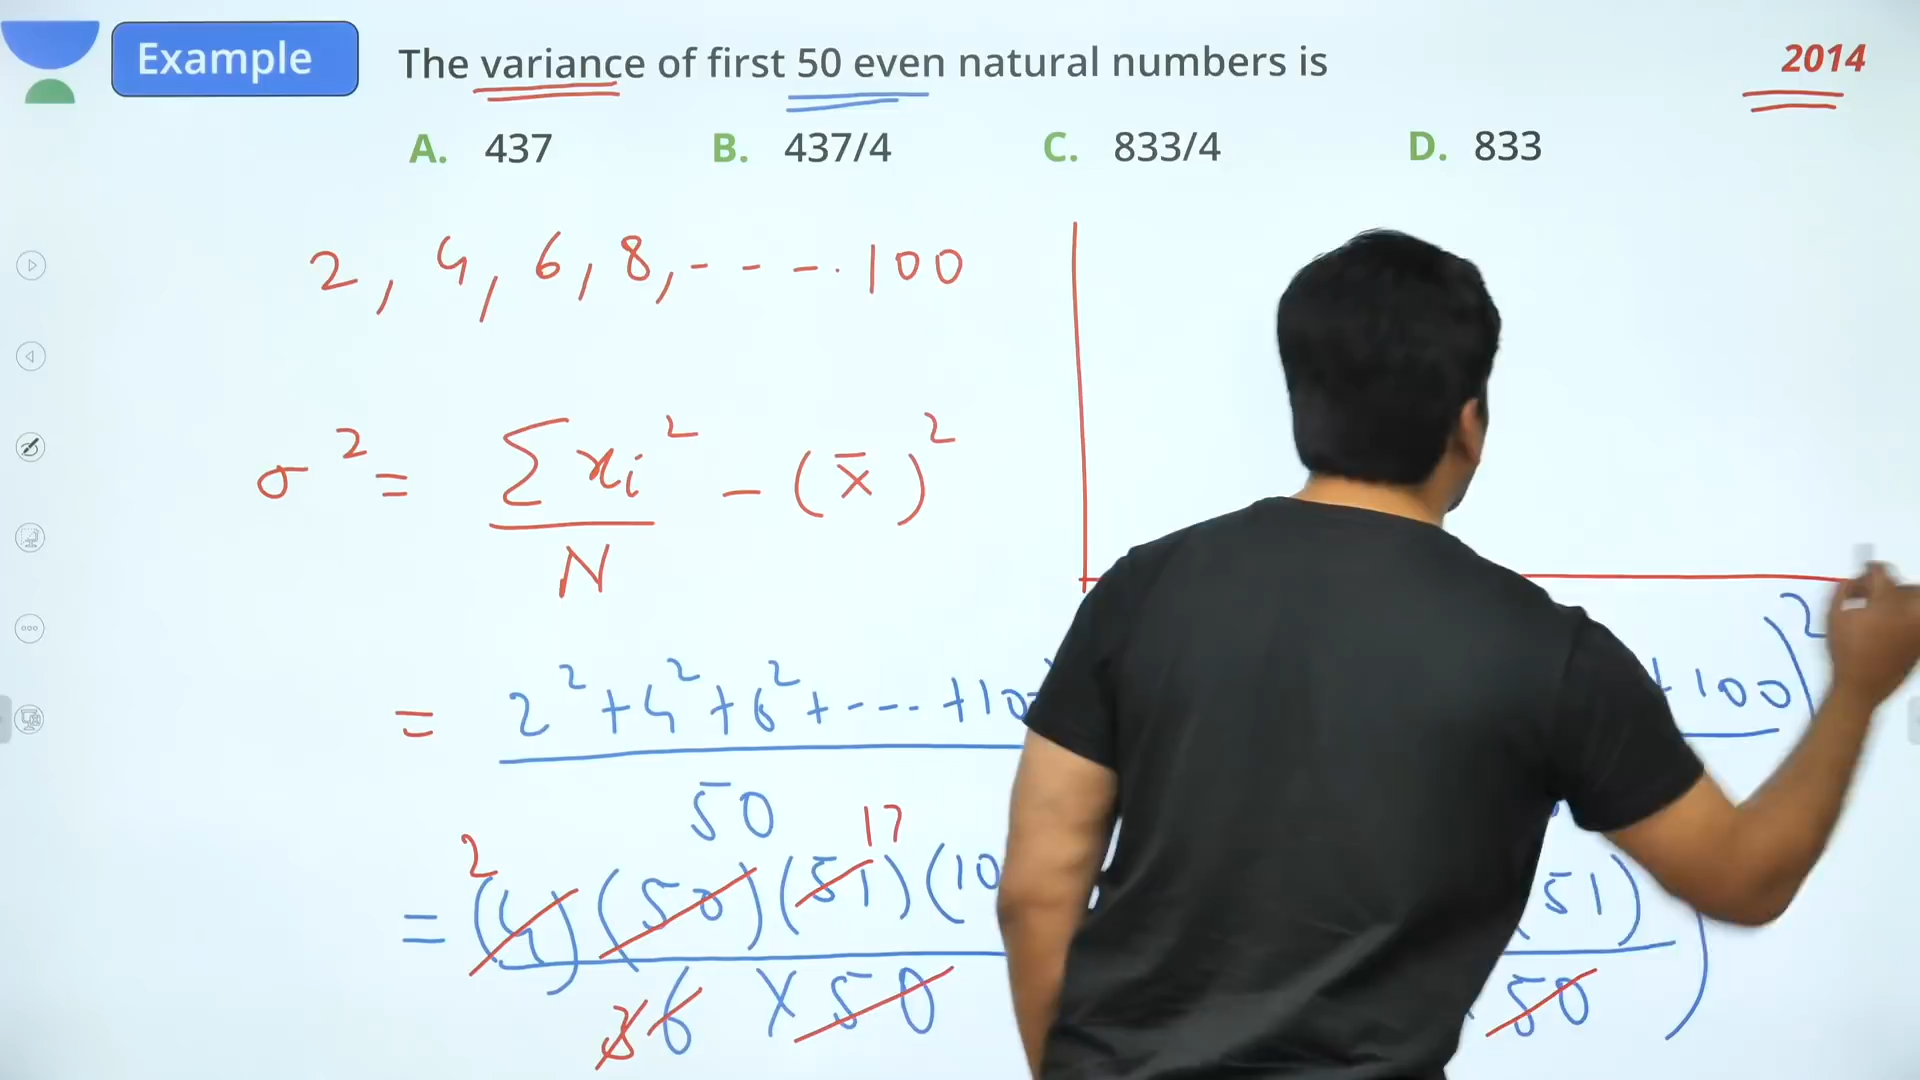 Example The variance of first 50 even natural numbers is 2014
A. 437 B. 437/4 C. 833/4 D. 833
2, 4, 6, 8, - - - . 100
σ² = Σxi²/N - (x̄)²
= 2² + 4² + 6² + - - - + 10 + 100)²
50
2 17
= (4)(50)(51)(10 51)
3 6 × 50 50)